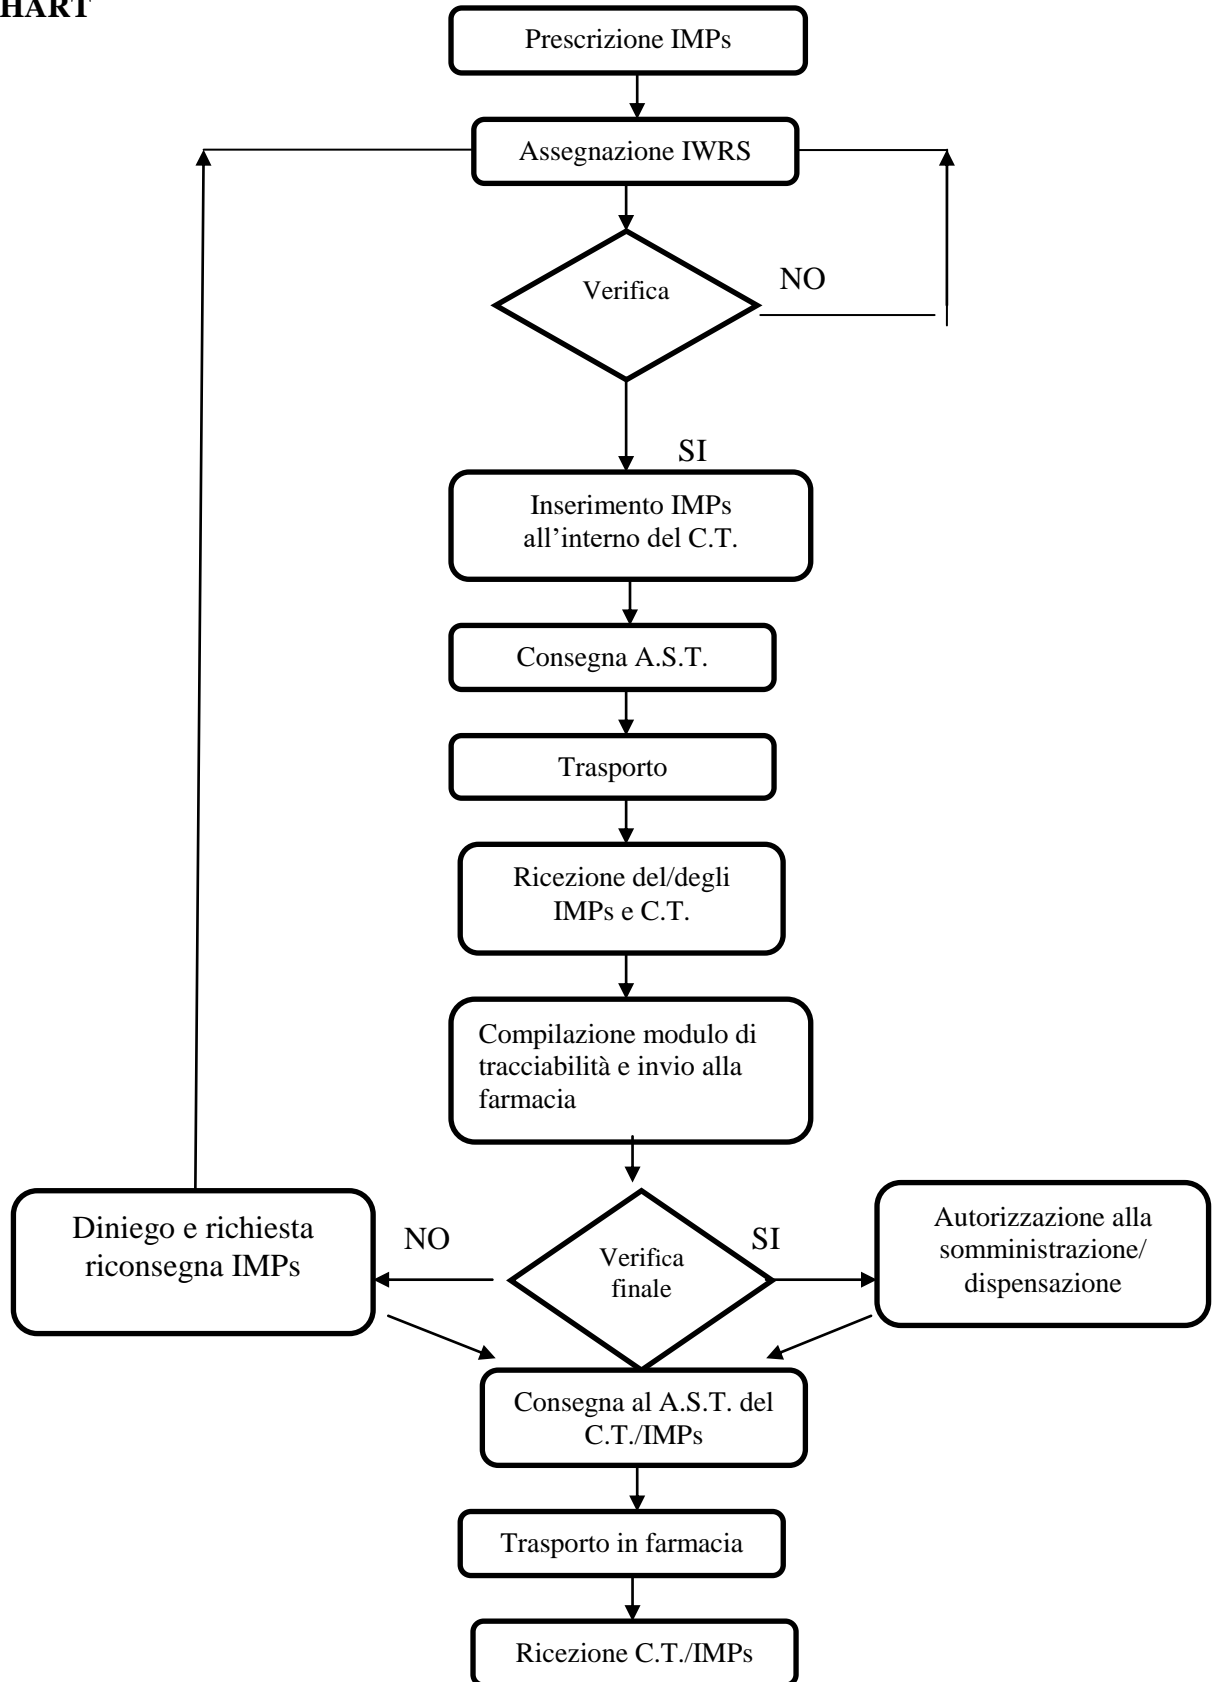 HART
Prescrizione IMPs
Assegnazione IWRS
Verifica
NO
SI
Inserimento IMPs
all’interno del C.T.
Consegna A.S.T.
Trasporto
Ricezione del/degli
IMPs e C.T.
Compilazione modulo di
tracciabilità e invio alla
farmacia
Diniego e richiesta
riconsegna IMPs
NO
Verifica
finale
SI
Autorizzazione alla
somministrazione/
dispensazione
Consegna al A.S.T. del
C.T./IMPs
Trasporto in farmacia
Ricezione C.T./IMPs